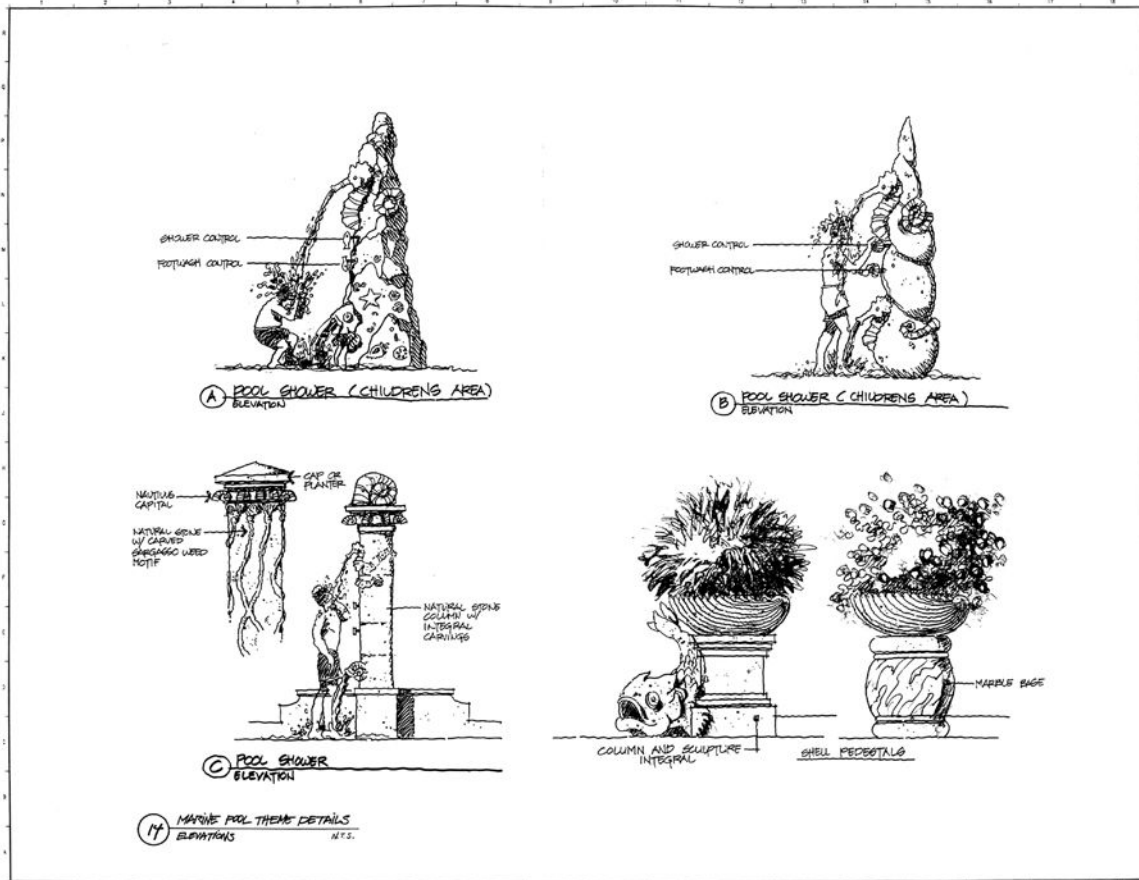 SHOWER CONTROL
FOOTWASH CONTROL
A
POOL SHOWER (CHILDRENS AREA)
ELEVATION
SHOWER CONTROL
FOOTWASH CONTROL
B
POOL SHOWER (CHILDRENS AREA)
ELEVATION
CAP OR
PLANTER
NAUTILUS
CAPITAL
NATURAL STONE
W/ CARVED
SARGASSO WEED
MOTIF
NATURAL STONE
COLUMN W/
INTEGRAL
CARVINGS
C
POOL SHOWER
ELEVATION
MARBLE BASE
COLUMN AND SCULPTURE
INTEGRAL
SHELL PEDESTALS
14
MARINE POOL THEME DETAILS
ELEVATIONS N.T.S.